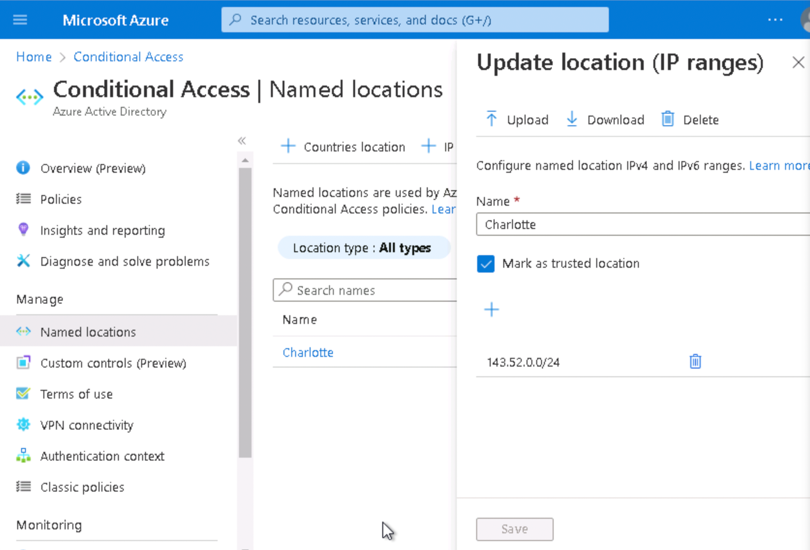 Microsoft Azure
Search resources, services, and docs (G+/)
Home > Conditional Access
Conditional Access | Named locations
Azure Active Directory
Overview (Preview)
Policies
Insights and reporting
Diagnose and solve problems
Manage
Named locations
Custom controls (Preview)
Terms of use
VPN connectivity
Authentication context
Classic policies
Monitoring
+ Countries location + IP
Named locations are used by Az
Conditional Access policies. Lear
Location type : All types
Search names
Name
Charlotte
Update location (IP ranges)
Upload Download Delete
Configure named location IPv4 and IPv6 ranges. Learn more
Name *
Charlotte
Mark as trusted location
143.52.0.0/24
Save